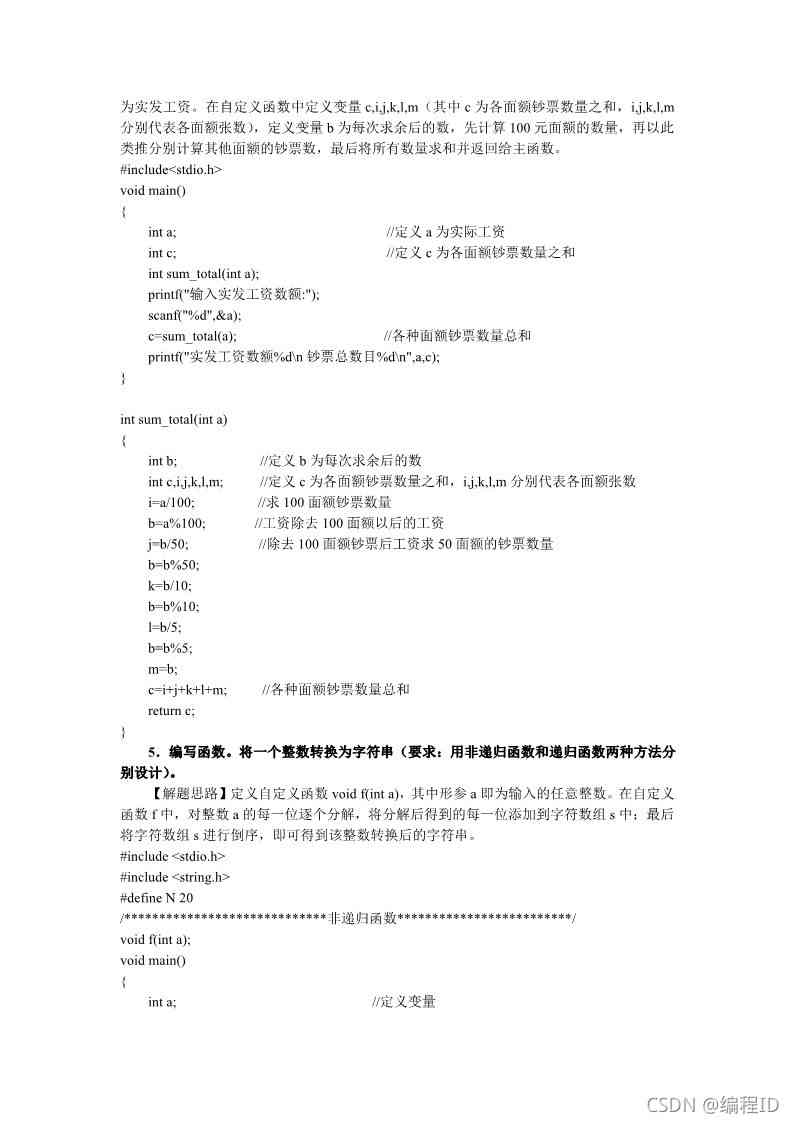 为实发工资。在自定义函数中定义变量 c,i,j,k,l,m（其中 c 为各面额钞票数量之和，i,j,k,l,m
分别代表各面额张数），定义变量 b 为每次求余后的数，先计算 100 元面额的数量，再以此
类推分别计算其他面额的钞票数，最后将所有数量求和并返回给主函数。
#include<stdio.h>
void main()
{
int a; //定义 a 为实际工资
int c; //定义 c 为各面额钞票数量之和
int sum_total(int a);
printf("输入实发工资数额:");
scanf("%d",&a);
c=sum_total(a); //各种面额钞票数量总和
printf("实发工资数额%d\n 钞票总数目%d\n",a,c);
}
int sum_total(int a)
{
int b; //定义 b 为每次求余后的数
int c,i,j,k,l,m; //定义 c 为各面额钞票数量之和，i,j,k,l,m 分别代表各面额张数
i=a/100; //求 100 面额钞票数量
b=a%100; //工资除去 100 面额以后的工资
j=b/50; //除去 100 面额钞票后工资求 50 面额的钞票数量
b=b%50;
k=b/10;
b=b%10;
l=b/5;
b=b%5;
m=b;
c=i+j+k+l+m; //各种面额钞票数量总和
return c;
}
5．编写函数。将一个整数转换为字符串（要求：用非递归函数和递归函数两种方法分
别设计）。
【解题思路】定义自定义函数 void f(int a)，其中形参 a 即为输入的任意整数。在自定义
函数 f 中，对整数 a 的每一位逐个分解，将分解后得到的每一位添加到字符数组 s 中；最后
将字符数组 s 进行倒序，即可得到该整数转换后的字符串。
#include <stdio.h>
#include <string.h>
#define N 20
/*****************************非递归函数*************************/
void f(int a);
void main()
{
int a; //定义变量
CSDN @编程ID